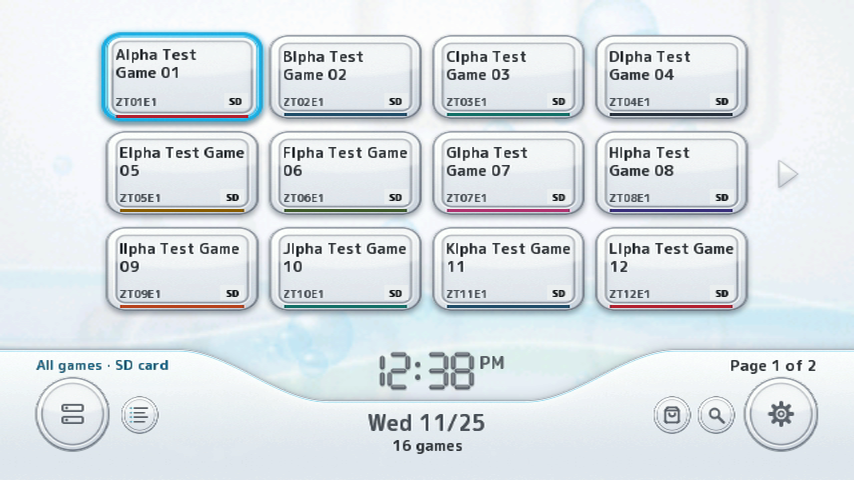 Alpha Test
Game 01
ZT01E1 SD
Blpha Test
Game 02
ZT02E1 SD
Clpha Test
Game 03
ZT03E1 SD
Dlpha Test
Game 04
ZT04E1 SD
Elpha Test Game
05
ZT05E1 SD
Flpha Test Game
06
ZT06E1 SD
Glpha Test
Game 07
ZT07E1 SD
Hlpha Test
Game 08
ZT08E1 SD
Ilpha Test Game
09
ZT09E1 SD
Jlpha Test Game
10
ZT10E1 SD
Klpha Test Game
11
ZT11E1 SD
Llpha Test Game
12
ZT12E1 SD
All games · SD card
12:38 PM
Page 1 of 2
Wed 11/25
16 games